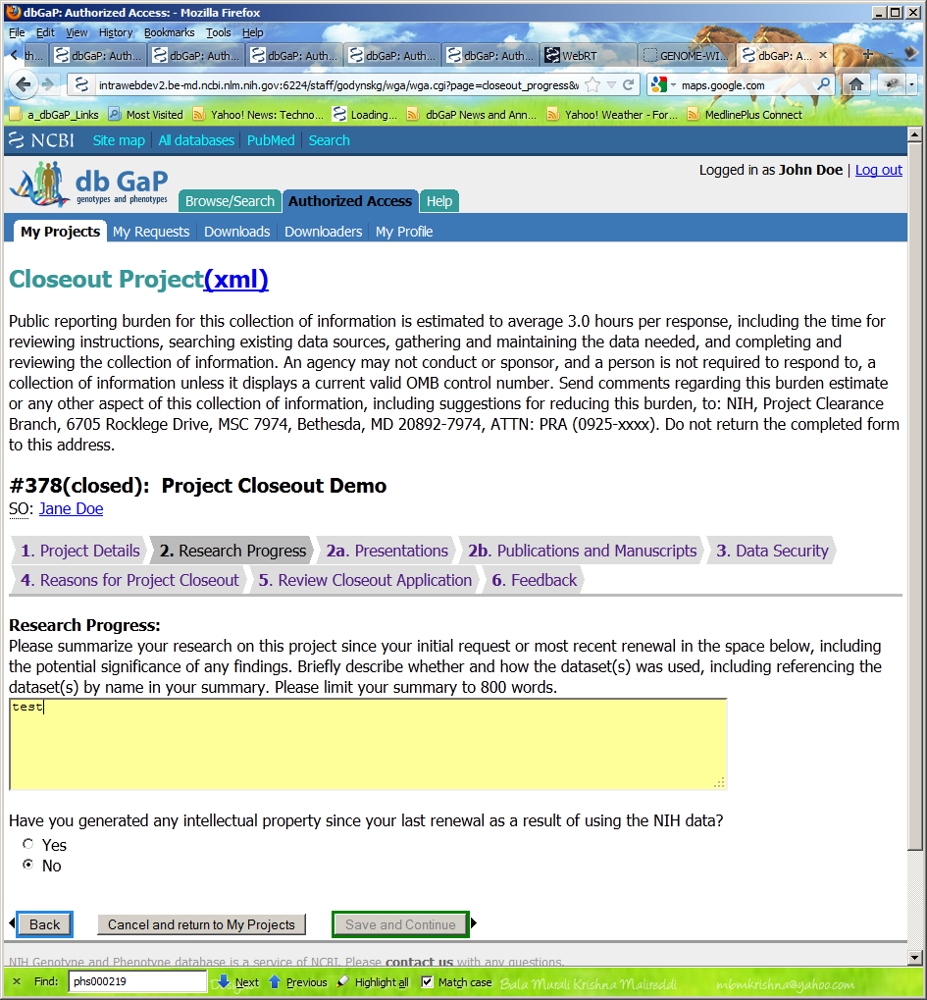 dbGaP: Authorized Access: - Mozilla Firefox
File Edit View History Bookmarks Tools Help
th... dbGaP: Auth... dbGaP: Auth... dbGaP: Auth... dbGaP: Auth... dbGaP: Auth... WebRT GENOME-WI... dbGaP: A...
intrawebdev2.be-md.ncbi.nlm.nih.gov:6224/staff/godynskg/wga/wga.cgi?page=closeout_progress&w maps.google.com
a_dbGaP_Links Most Visited Yahoo! News: Techno... Loading... dbGaP News and Ann... Yahoo! Weather - For... MedlinePlus Connect
NCBI Site map All databases PubMed Search
Logged in as John Doe | Log out
db GaP
genotypes and phenotypes
Browse/Search Authorized Access Help
My Projects My Requests Downloads Downloaders My Profile
Closeout Project(xml)
Public reporting burden for this collection of information is estimated to average 3.0 hours per response, including the time for
reviewing instructions, searching existing data sources, gathering and maintaining the data needed, and completing and
reviewing the collection of information. An agency may not conduct or sponsor, and a person is not required to respond to, a
collection of information unless it displays a current valid OMB control number. Send comments regarding this burden estimate
or any other aspect of this collection of information, including suggestions for reducing this burden, to: NIH, Project Clearance
Branch, 6705 Rocklege Drive, MSC 7974, Bethesda, MD 20892-7974, ATTN: PRA (0925-xxxx). Do not return the completed form
to this address.
#378(closed): Project Closeout Demo
SO: Jane Doe
1. Project Details 2. Research Progress 2a. Presentations 2b. Publications and Manuscripts 3. Data Security
4. Reasons for Project Closeout 5. Review Closeout Application 6. Feedback
Research Progress:
Please summarize your research on this project since your initial request or most recent renewal in the space below, including
the potential significance of any findings. Briefly describe whether and how the dataset(s) was used, including referencing the
dataset(s) by name in your summary. Please limit your summary to 800 words.
test
Have you generated any intellectual property since your last renewal as a result of using the NIH data?
Yes
No
Back Cancel and return to My Projects Save and Continue
NIH Genotype and Phenotype database is a service of NCBI. Please contact us with any questions.
Find: phs000219 Next Previous Highlight all Match case Bala Murali Krishna Malireddi mbmkrishna@yahoo.com